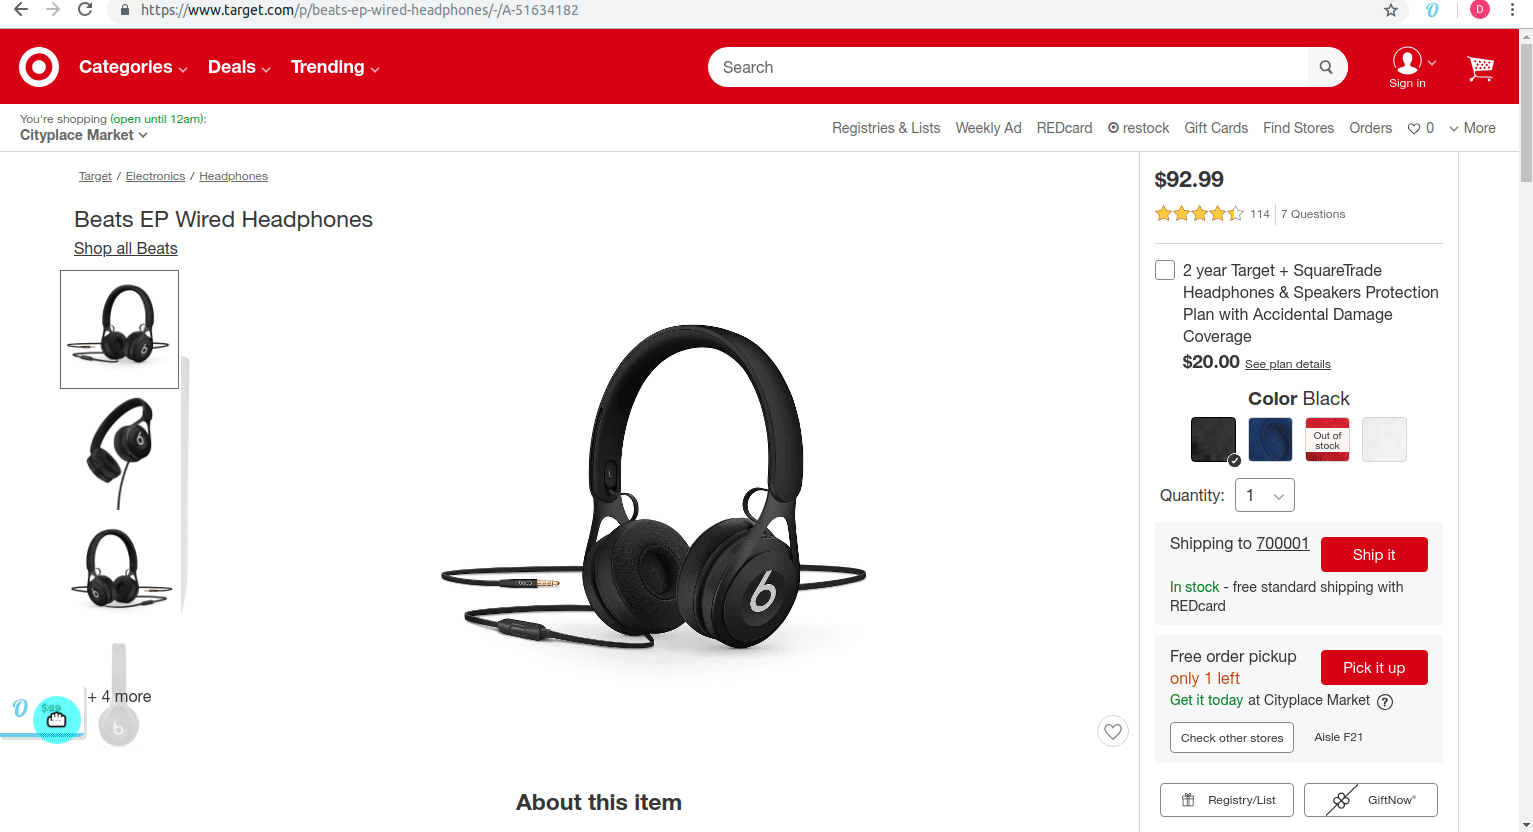 https://www.target.com/p/beats-ep-wired-headphones/-/A-51634182
D
Categories
Deals
Trending
Search
Sign in
You're shopping (open until 12am):
Cityplace Market
Registries & Lists
Weekly Ad
REDcard
restock
Gift Cards
Find Stores
Orders
0
More
Target / Electronics / Headphones
Beats EP Wired Headphones
Shop all Beats
+ 4 more
About this item
$92.99
114
7 Questions
2 year Target + SquareTrade
Headphones & Speakers Protection
Plan with Accidental Damage
Coverage
$20.00 See plan details
Color Black
Out of
stock
Quantity: 1
Shipping to 700001
Ship it
In stock - free standard shipping with
REDcard
Free order pickup
only 1 left
Pick it up
Get it today at Cityplace Market ?
Check other stores
Aisle F21
Registry/List
GiftNow®